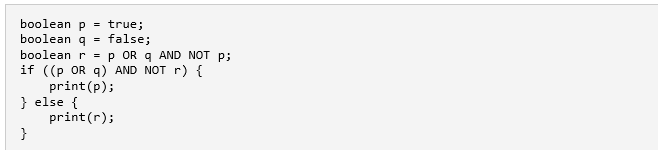 boolean p = true;
boolean q = false;
boolean r = p OR q AND NOT p;
if ((p OR q) AND NOT r) {
    print(p);
} else {
    print(r);
}